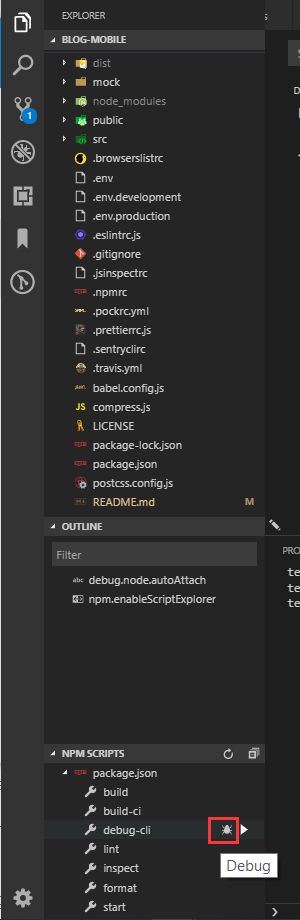 EXPLORER
s
BLOG-MOBILE
dist
mock
node_modules
public
src
.browserslistrc
.env
.env.development
.env.production
.eslintrc.js
.gitignore
.jsinspectrc
.npmrc
.pockrc.yml
.prettierrc.js
.sentryclirc
.travis.yml
babel.config.js
JS compress.js
LICENSE
package-lock.json
package.json
postcss.config.js
README.md M
OUTLINE
Filter
abc debug.node.autoAttach
npm.enableScriptExplorer
PRO
te
te
te
NPM SCRIPTS
package.json
build
build-ci
debug-cli
lint
Debug
inspect
format
start
1